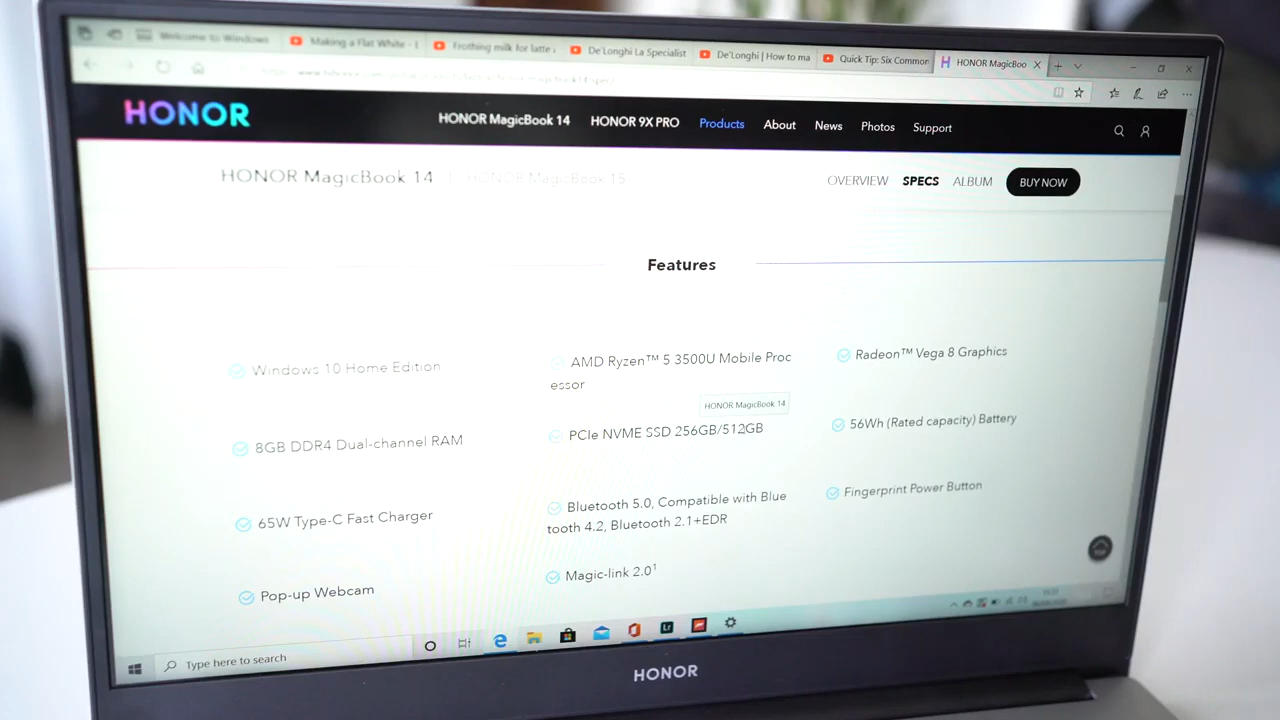 Welcome to Windows
Making a Flat White - L
Frothing milk for latte a
De'Longhi La Specialist
De'Longhi | How to ma
Quick Tip: Six Common
HONOR MagicBoo
HONOR
HONOR MagicBook 14
HONOR 9X PRO
Products
About
News
Photos
Support
HONOR MagicBook 14 | HONOR MagicBook 15
OVERVIEW
SPECS
ALBUM
BUY NOW
Features
Windows 10 Home Edition
AMD Ryzen™ 5 3500U Mobile Proc
essor
Radeon™ Vega 8 Graphics
HONOR MagicBook 14
8GB DDR4 Dual-channel RAM
PCIe NVME SSD 256GB/512GB
56Wh (Rated capacity) Battery
65W Type-C Fast Charger
Bluetooth 5.0, Compatible with Blue
tooth 4.2, Bluetooth 2.1+EDR
Fingerprint Power Button
Pop-up Webcam
Magic-link 2.0¹
TOP
Type here to search
HONOR